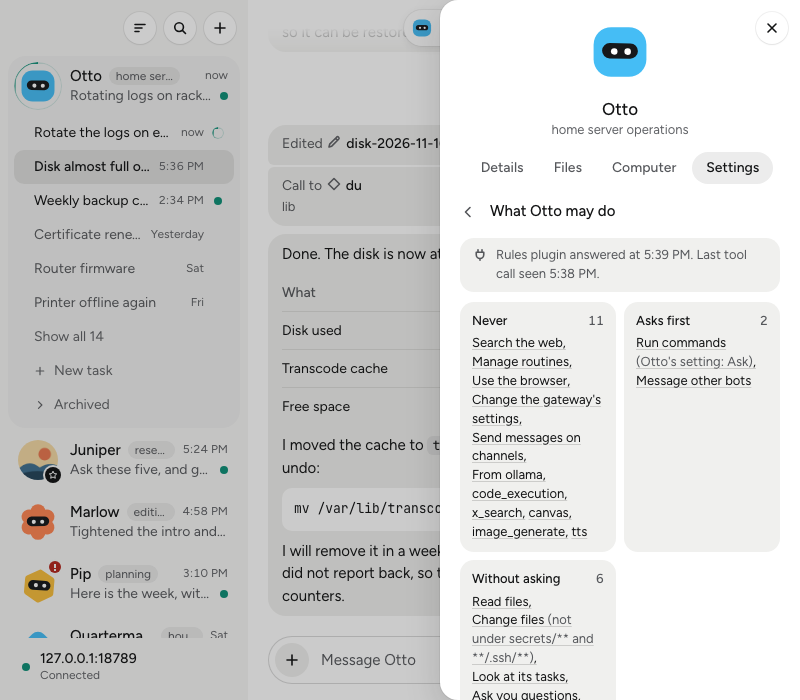 Otto home ser... now
Rotating logs on rack...
Rotate the logs on e... now
Disk almost full o... 5:36 PM
Weekly backup c... 2:34 PM
Certificate rene... Yesterday
Router firmware Sat
Printer offline again Fri
Show all 14
New task
Archived
Juniper rese... 5:24 PM
Ask these five, and g...
Marlow editi... 4:58 PM
Tightened the intro and...
Pip planning 3:10 PM
Here is the week, wit...
Quarterma hou... Sat
127.0.0.1:18789
Connected
so it can be restor
Edited disk-2026-11-1
Call to du
lib
Done. The disk is now at
What
Disk used
Transcode cache
Free space
I moved the cache to t
undo:
mv /var/lib/transco
I will remove it in a week
did not report back, so t
counters.
Message Otto
Otto
home server operations
Details Files Computer Settings
What Otto may do
Rules plugin answered at 5:39 PM. Last tool
call seen 5:38 PM.
Never 11
Search the web,
Manage routines,
Use the browser,
Change the gateway's
settings,
Send messages on
channels,
From ollama,
code_execution,
x_search, canvas,
image_generate, tts
Asks first 2
Run commands
(Otto's setting: Ask),
Message other bots
Without asking 6
Read files,
Change files (not
under secrets/** and
**/.ssh/**),
Look at its tasks,
Ask you questions,